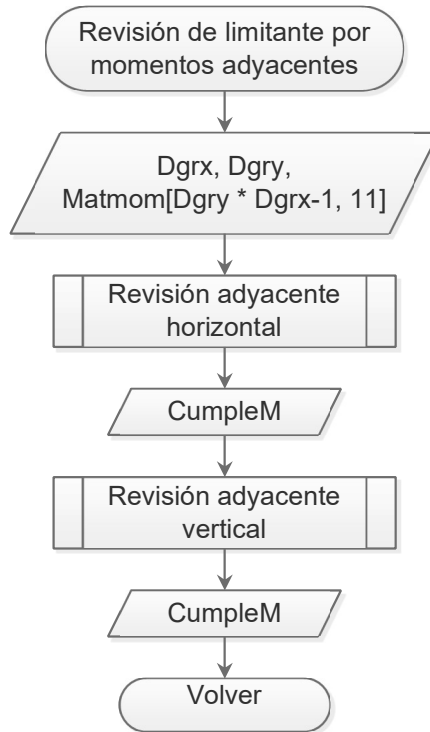 Revisión de limitante por
momentos adyacentes
Dgrx, Dgry,
Matmom[Dgry * Dgrx-1, 11]
Revisión adyacente
horizontal
CumpleM
Revisión adyacente
vertical
CumpleM
Volver